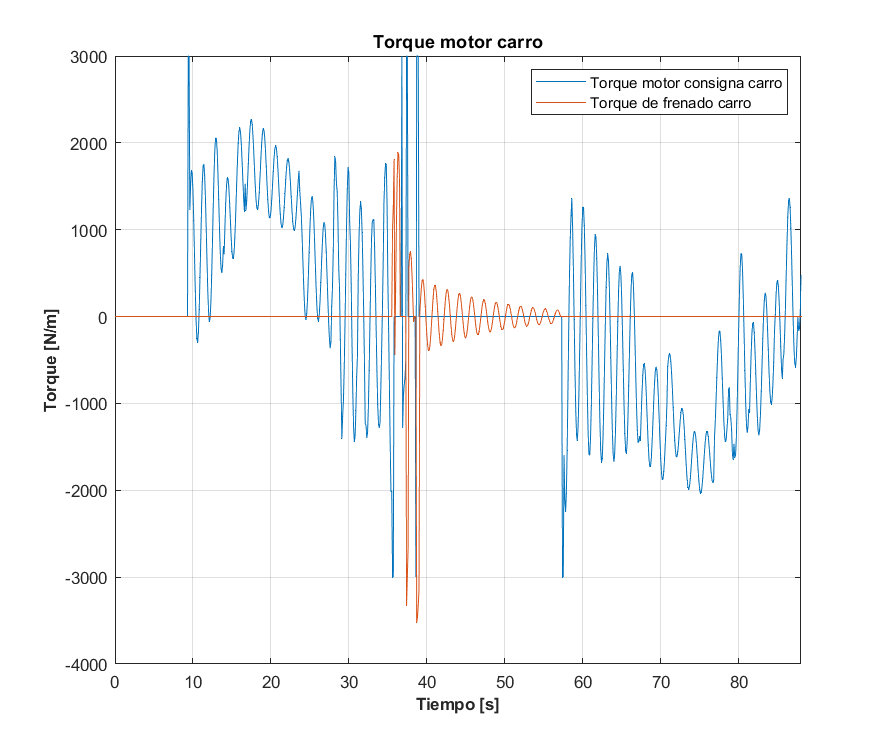 Torque motor carro
Torque motor consigna carro
Torque de frenado carro
Torque [N/m]
3000
2000
1000
0
-1000
-2000
-3000
-4000
0 10 20 30 40 50 60 70 80
Tiempo [s]